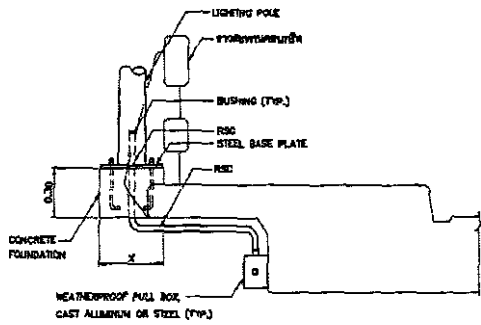 LIGHTING POLE
BUSHING (TYP.)
RSC
STEEL BASE PLATE
RSC
0.30
CONCRETE
FOUNDATION
X
WEATHERPROOF PULL BOX,
CAST ALUMINUM OR STEEL (TYP.)